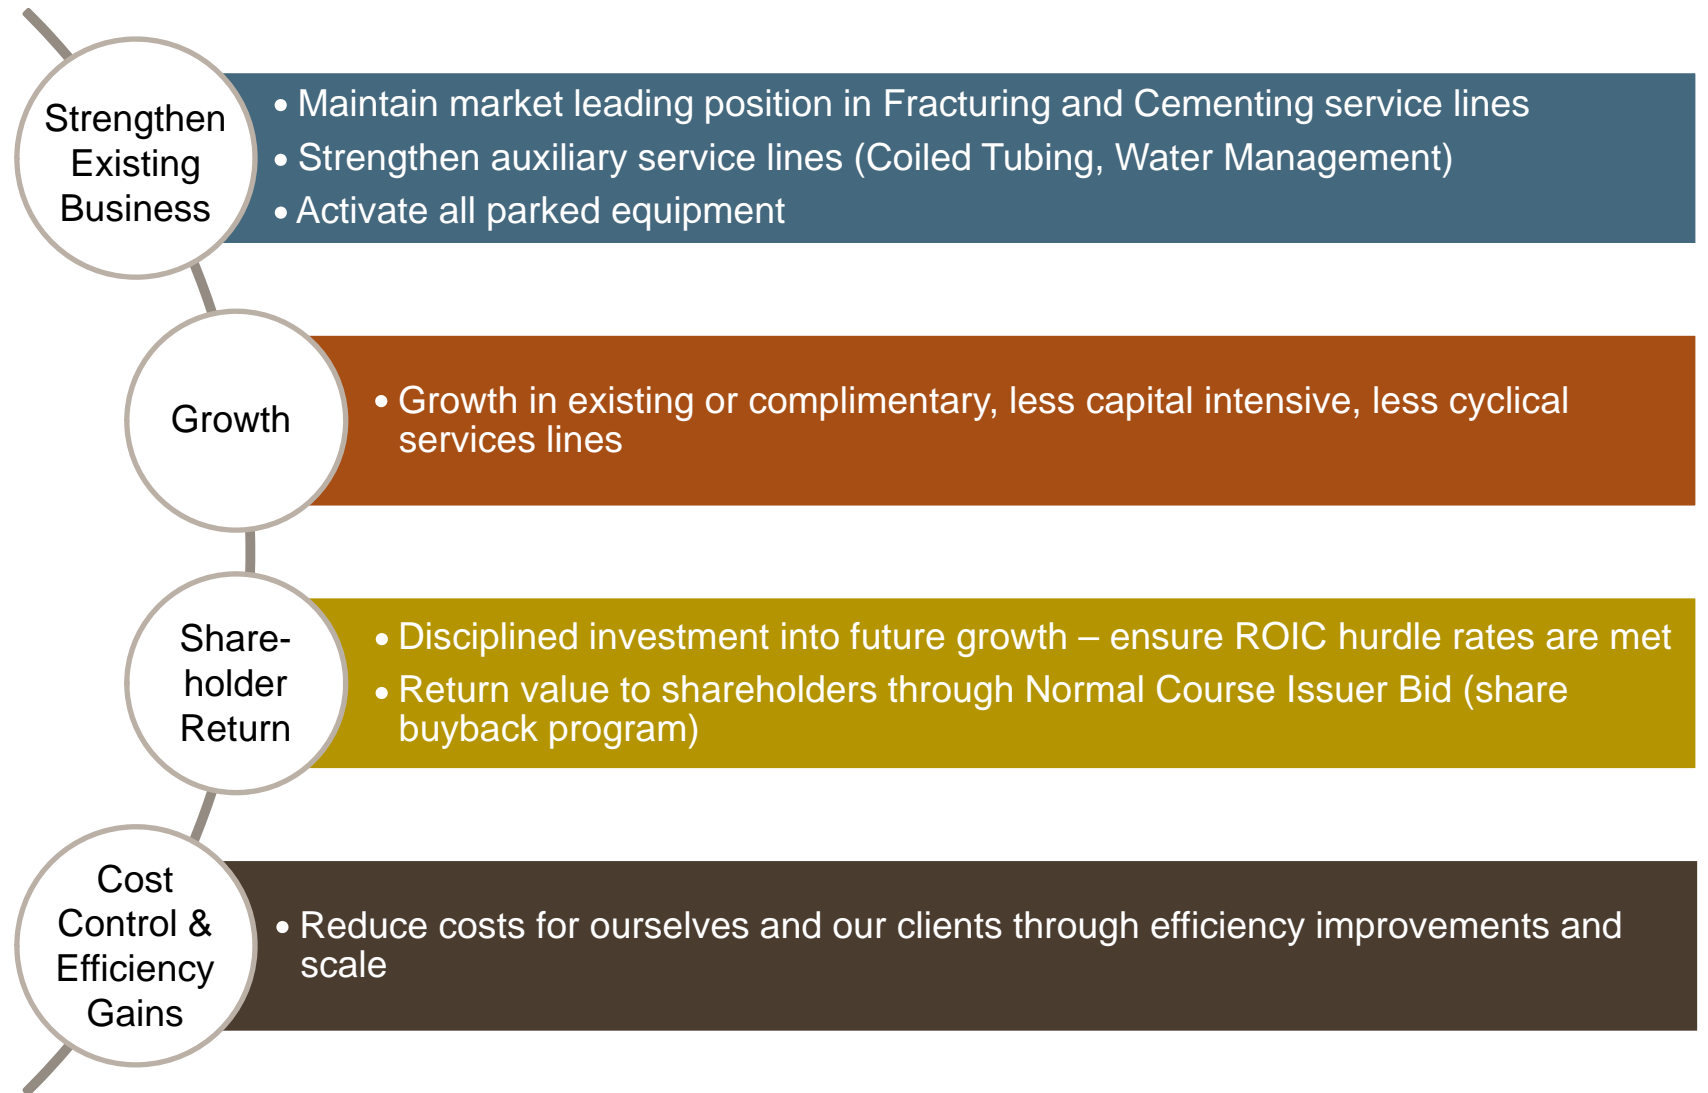 Strengthen
Existing
Business
• Maintain market leading position in Fracturing and Cementing service lines
• Strengthen auxiliary service lines (Coiled Tubing, Water Management)
• Activate all parked equipment
Growth
• Growth in existing or complimentary, less capital intensive, less cyclical
services lines
Share-
holder
Return
• Disciplined investment into future growth – ensure ROIC hurdle rates are met
• Return value to shareholders through Normal Course Issuer Bid (share
buyback program)
Cost
Control &
Efficiency
Gains
• Reduce costs for ourselves and our clients through efficiency improvements and
scale